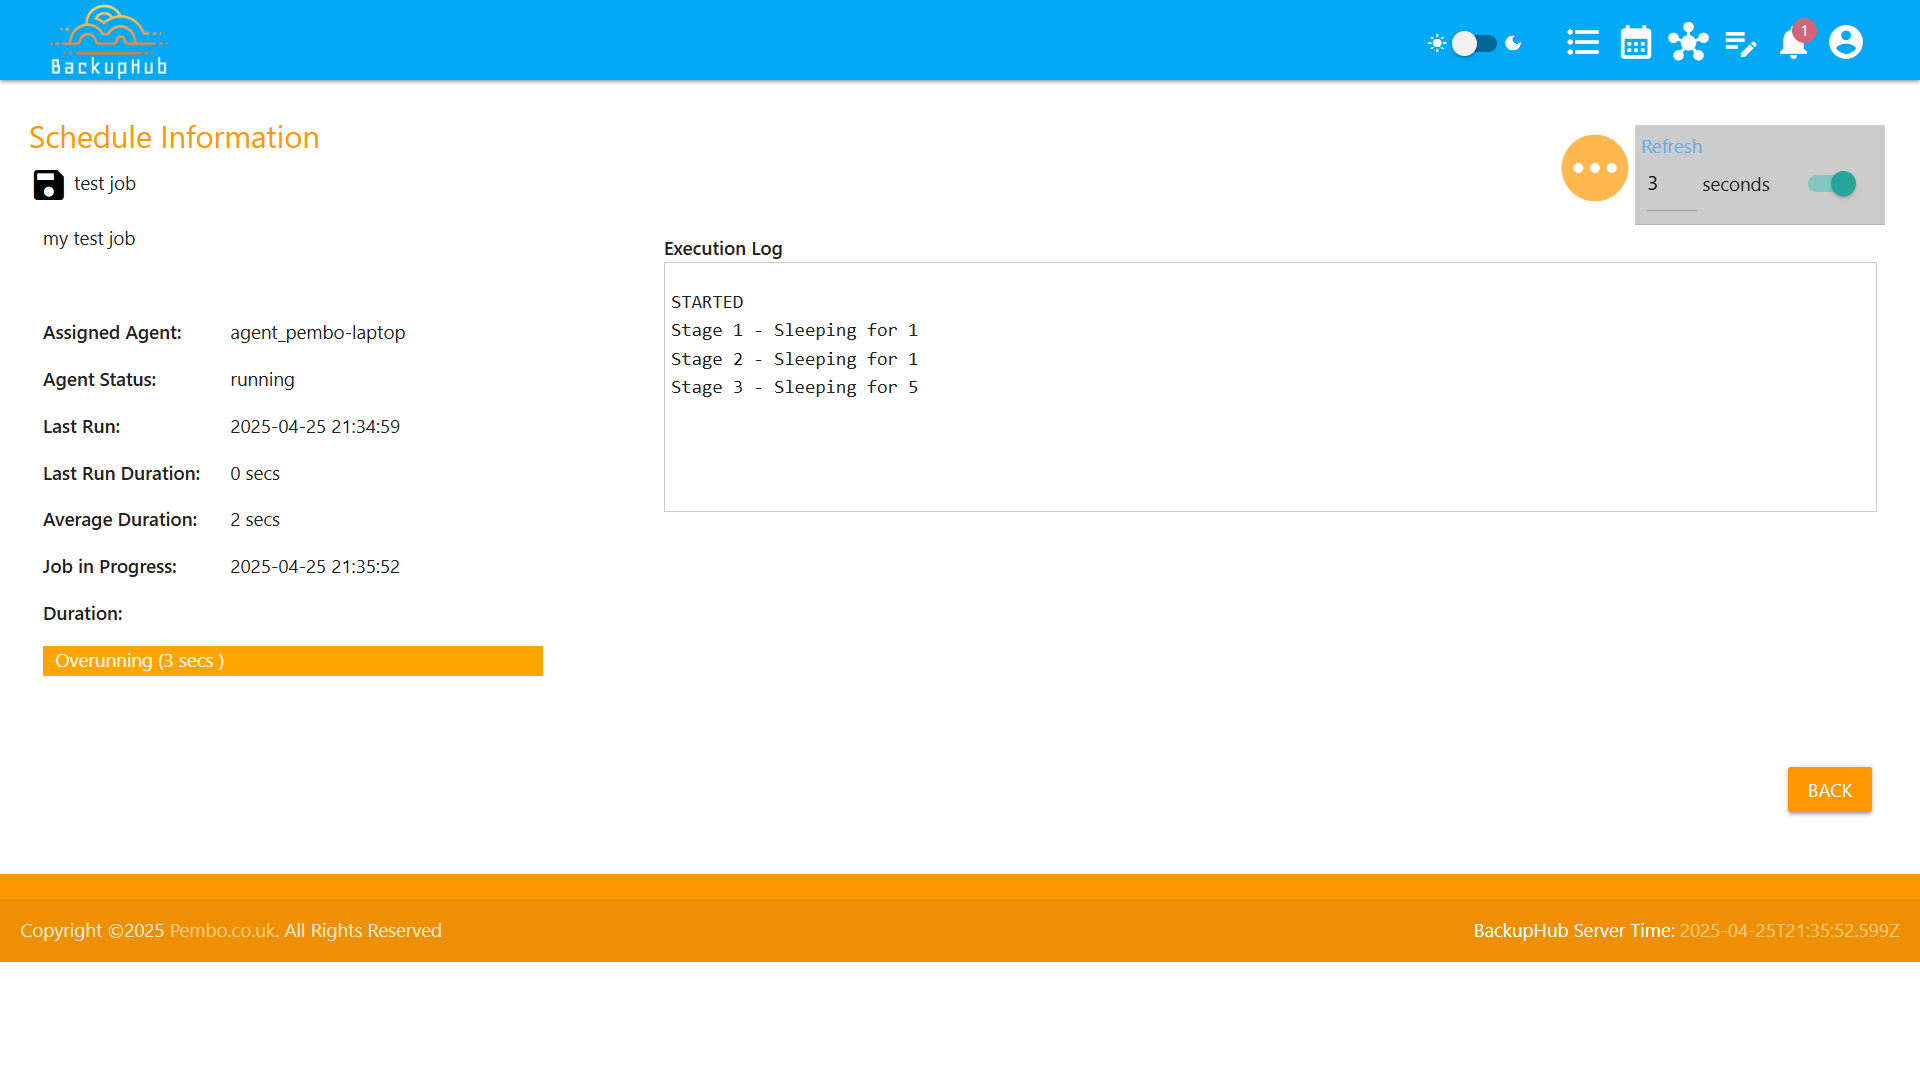 BackupHub
1
Schedule Information
test job
my test job
Refresh
3 seconds
Execution Log
STARTED
Stage 1 - Sleeping for 1
Stage 2 - Sleeping for 1
Stage 3 - Sleeping for 5
Assigned Agent: agent_pembo-laptop
Agent Status: running
Last Run: 2025-04-25 21:34:59
Last Run Duration: 0 secs
Average Duration: 2 secs
Job in Progress: 2025-04-25 21:35:52
Duration:
Overunning (3 secs )
BACK
Copyright ©2025 Pembo.co.uk. All Rights Reserved
BackupHub Server Time: 2025-04-25T21:35:52.599Z